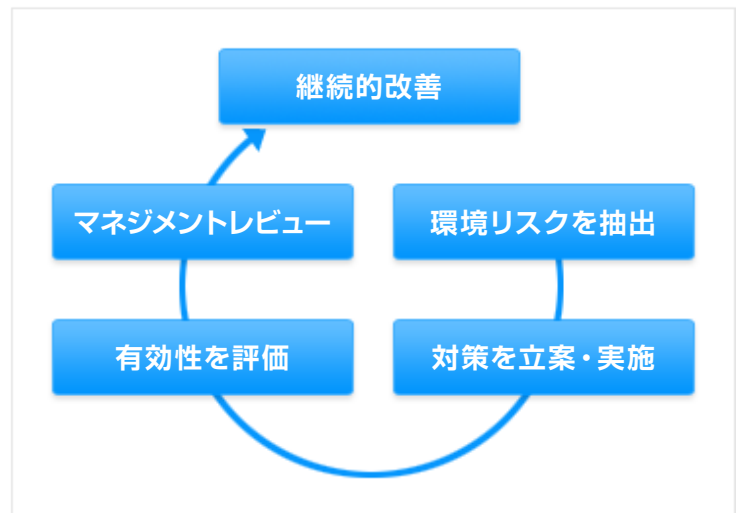 継続的改善
マネジメントレビュー
環境リスクを抽出
有効性を評価
対策を立案・実施